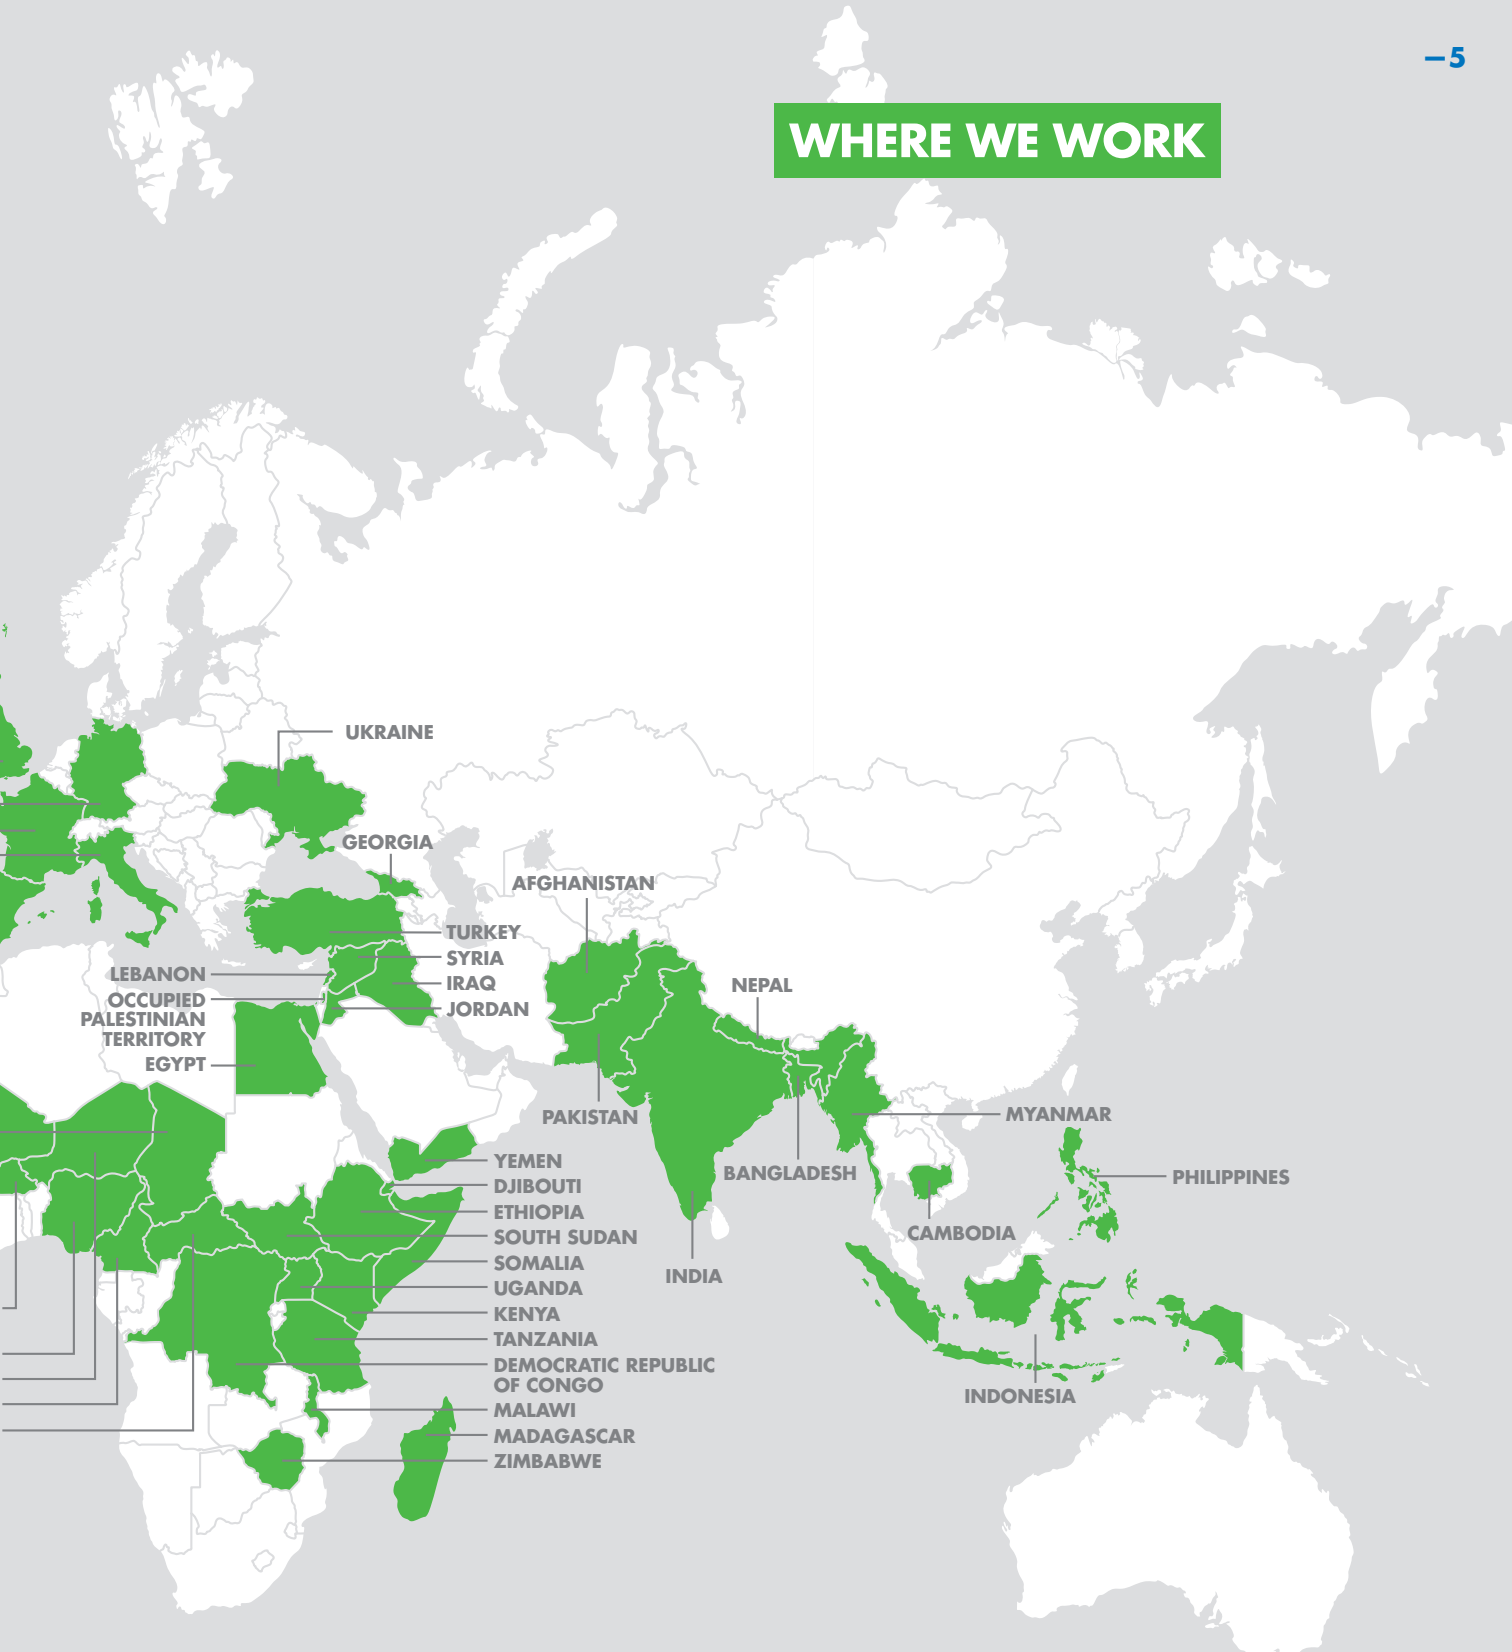 –5
WHERE WE WORK
UKRAINE
GEORGIA
AFGHANISTAN
TURKEY
SYRIA
LEBANON
IRAQ
NEPAL
OCCUPIED
PALESTINIAN
TERRITORY
JORDAN
EGYPT
PAKISTAN
MYANMAR
YEMEN
BANGLADESH
PHILIPPINES
DJIBOUTI
ETHIOPIA
SOUTH SUDAN
CAMBODIA
SOMALIA
INDIA
UGANDA
KENYA
TANZANIA
DEMOCRATIC REPUBLIC
OF CONGO
INDONESIA
MALAWI
MADAGASCAR
ZIMBABWE